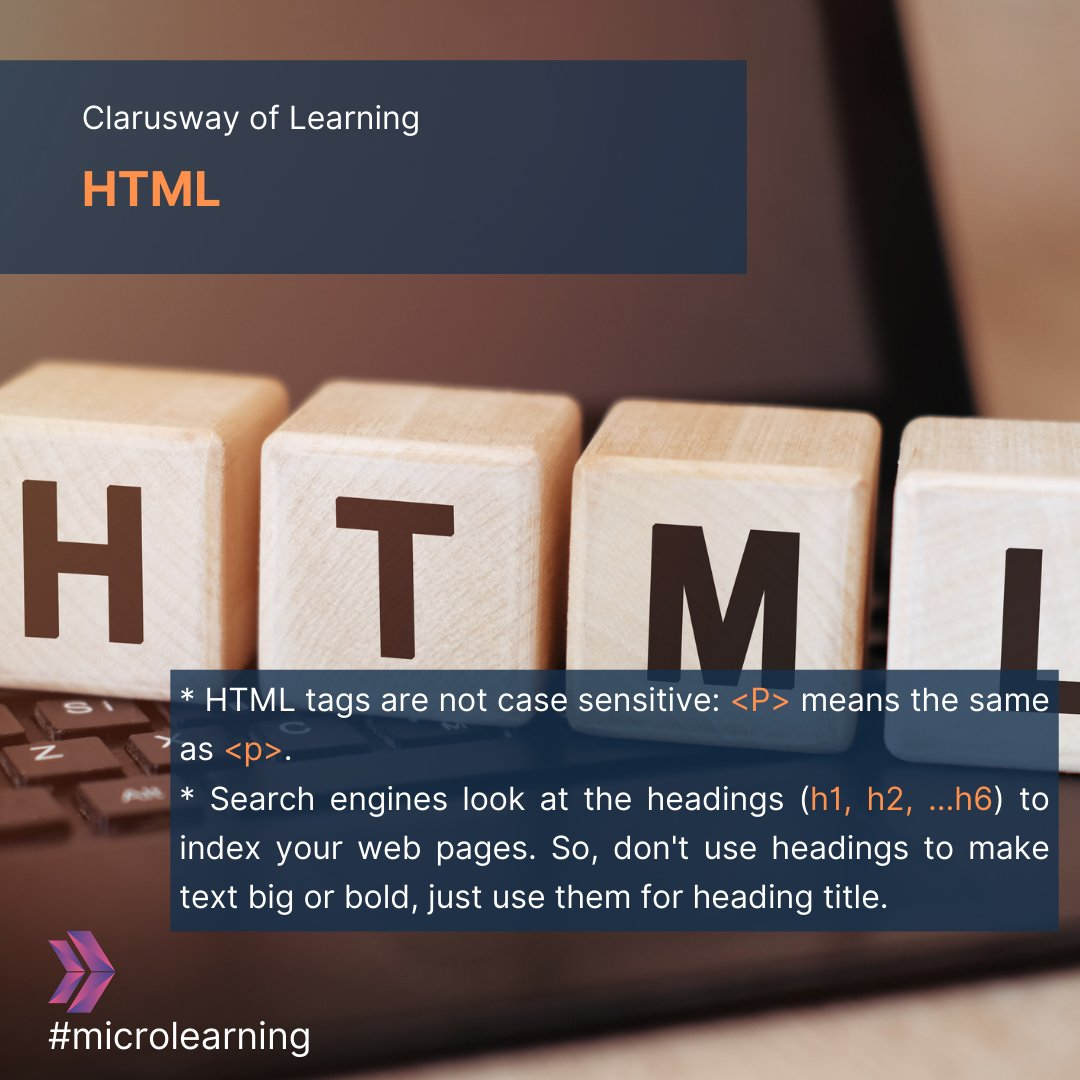 Clarusway of Learning
HTML
H T M L
* HTML tags are not case sensitive: <P> means the same
as <p>.
* Search engines look at the headings (h1, h2, ...h6) to
index your web pages. So, don't use headings to make
text big or bold, just use them for heading title.
#microlearning